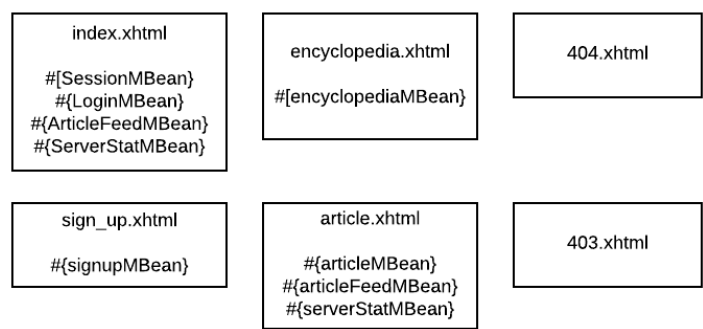 index.xhtml
#[SessionMBean}
#{LoginMBean}
#{ArticleFeedMBean}
#{ServerStatMBean}
encyclopedia.xhtml
#[encyclopediaMBean}
404.xhtml
sign_up.xhtml
#{signupMBean}
article.xhtml
#{articleMBean}
#{articleFeedMBean}
#{serverStatMBean}
403.xhtml